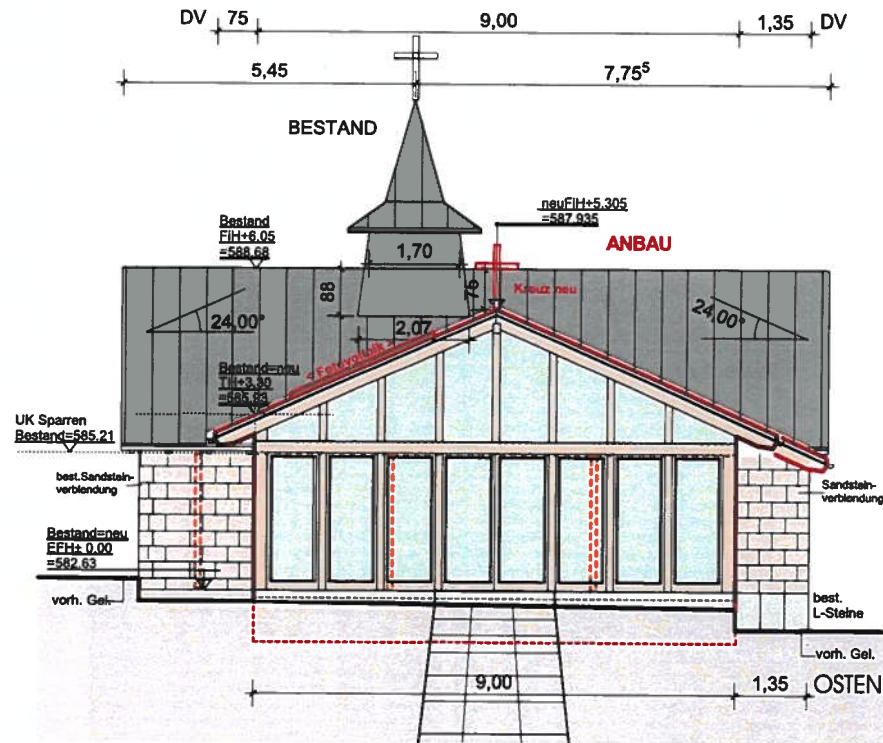 DV 75 9,00 1,35 DV
5,45 7,75⁵
BESTAND
neuFiH+5.305
=587.935
Bestand
FiH+6.05
=588.68
ANBAU
1,70
88
75
Kreuz neu
24,00°
24,00°
2,07
< Fotovoltaik >
Bestand=neu
TiH+3.30
=585.93
UK Sparren
Bestand=585.21
best.Sandstein-
verblendung
Sandstein-
verblendung
Bestand=neu
EFH± 0.00
=582.63
vorh. Gel.
best.
L-Steine
vorh. Gel.
9,00 1,35 OSTEN